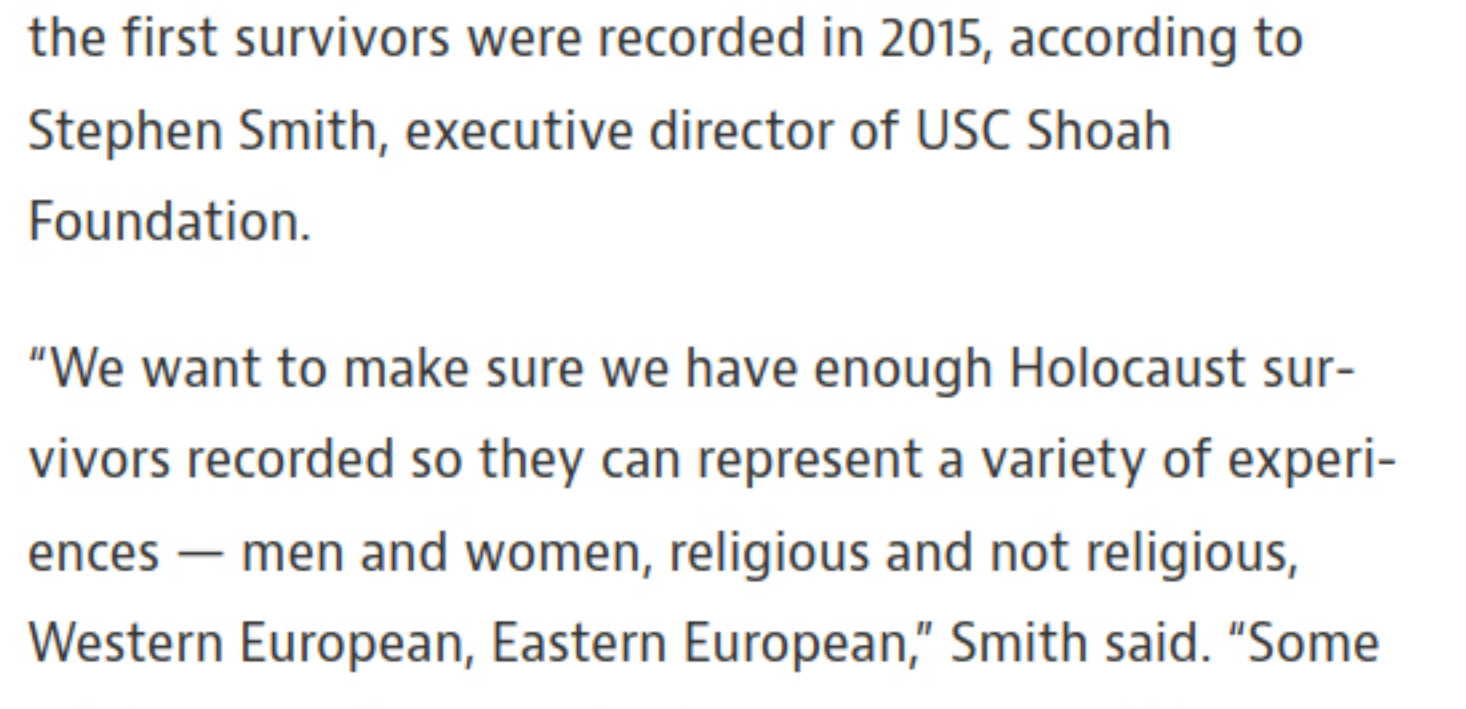 the first survivors were recorded in 2015, according to
Stephen Smith, executive director of USC Shoah
Foundation.
“We want to make sure we have enough Holocaust sur-
vivors recorded so they can represent a variety of experi-
ences — men and women, religious and not religious,
Western European, Eastern European,” Smith said. “Some